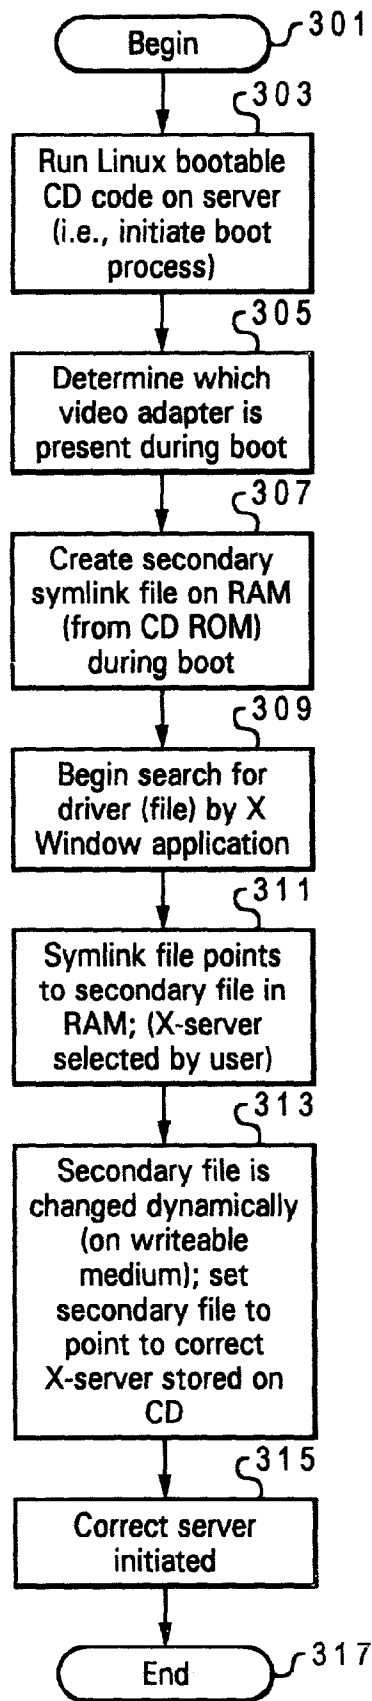 301
Begin
303
Run Linux bootable
CD code on server
(i.e., initiate boot
process)
305
Determine which
video adapter is
present during boot
307
Create secondary
symlink file on RAM
(from CD ROM)
during boot
309
Begin search for
driver (file) by X
Window application
311
Symlink file points
to secondary file in
RAM; (X-server
selected by user)
313
Secondary file is
changed dynamically
(on writeable
medium); set
secondary file to
point to correct
X-server stored on
CD
315
Correct server
initiated
End
317